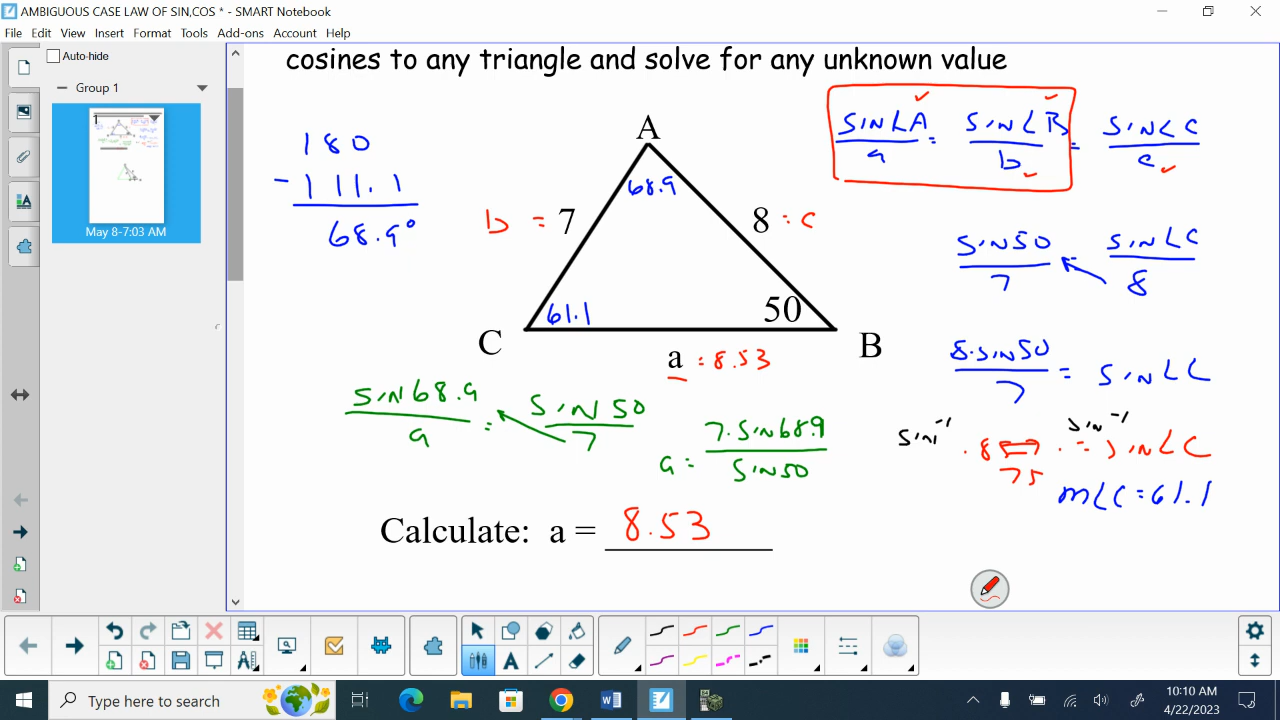 AMBIGUOUS CASE LAW OF SIN,COS * - SMART Notebook
File Edit View Insert Format Tools Add-ons Account Help
Auto-hide
Group 1
1
May 8-7:03 AM
cosines to any triangle and solve for any unknown value
SIN∠A/a = SIN∠B/b = SIN∠C/c
180
- 111.1
68.9°
A
68.9
b = 7
8 = c
SIN50/7 = SIN∠C/8
61.1
50
C
B
a = 8.53
8·SIN50/7 = SIN∠C
SIN68.9/a = SIN50/7
a = 7·SIN68.9/SIN50
SIN⁻¹ .8
75
SIN⁻¹ = SIN∠C
m∠C = 61.1
Calculate: a = 8.53
Type here to search
10:10 AM
4/22/2023